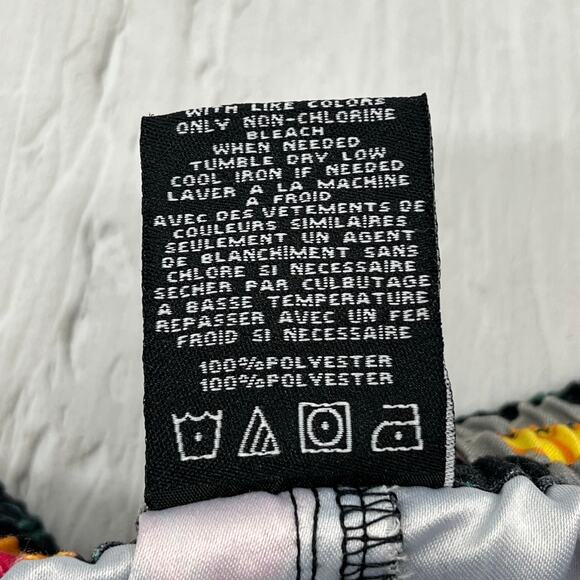 WITH LIKE COLORS
ONLY NON-CHLORINE
BLEACH
WHEN NEEDED
TUMBLE DRY LOW
COOL IRON IF NEEDED
LAVER A LA MACHINE
A FROID
AVEC DES VETEMENTS DE
COULEURS SIMILAIRES
SEULEMENT UN AGENT
DE BLANCHIMENT SANS
CHLORE SI NECESSAIRE
SECHER PAR CULBUTAGE
A BASSE TEMPERATURE
REPASSER AVEC UN FER
FROID SI NECESSAIRE
100%POLYESTER
100%POLYESTER